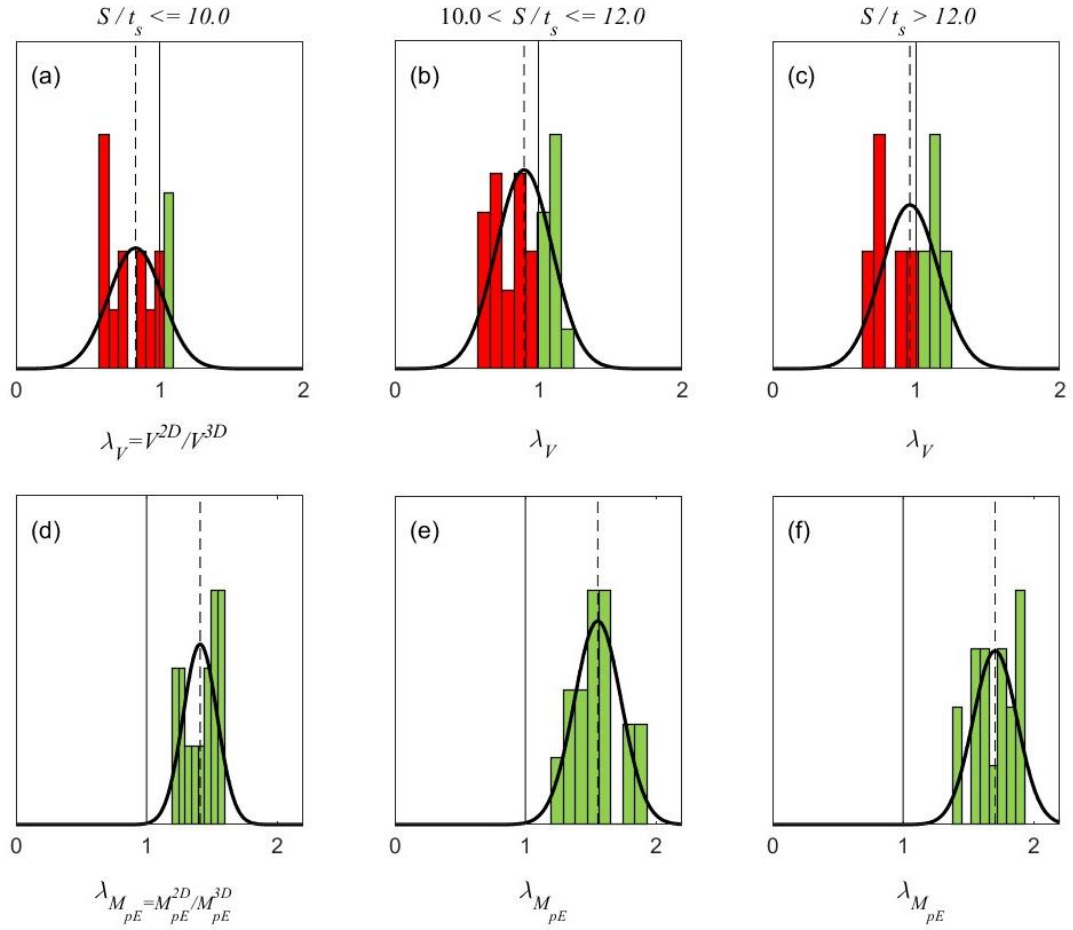 S / t_s <= 10.0    10.0 < S / t_s <= 12.0    S / t_s > 12.0
(a)    (b)    (c)
0 1 2    0 1 2    0 1 2
λ_V=V^2D/V^3D    λ_V    λ_V
(d)    (e)    (f)
0 1 2    0 1 2    0 1 2
λ_M_pE=M_pE^2D/M_pE^3D    λ_M_pE    λ_M_pE